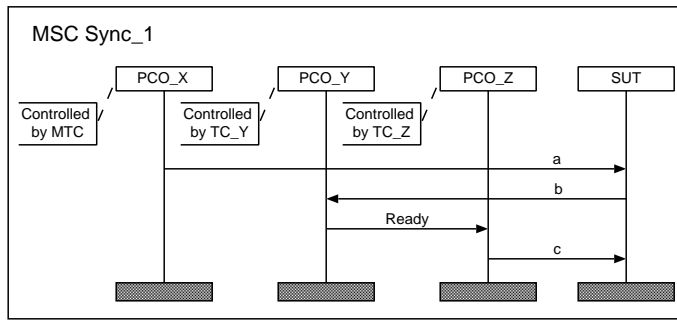 MSC Sync_1
PCO_X
PCO_Y
PCO_Z
SUT
Controlled
by MTC
Controlled
by TC_Y
Controlled
by TC_Z
a
b
Ready
c